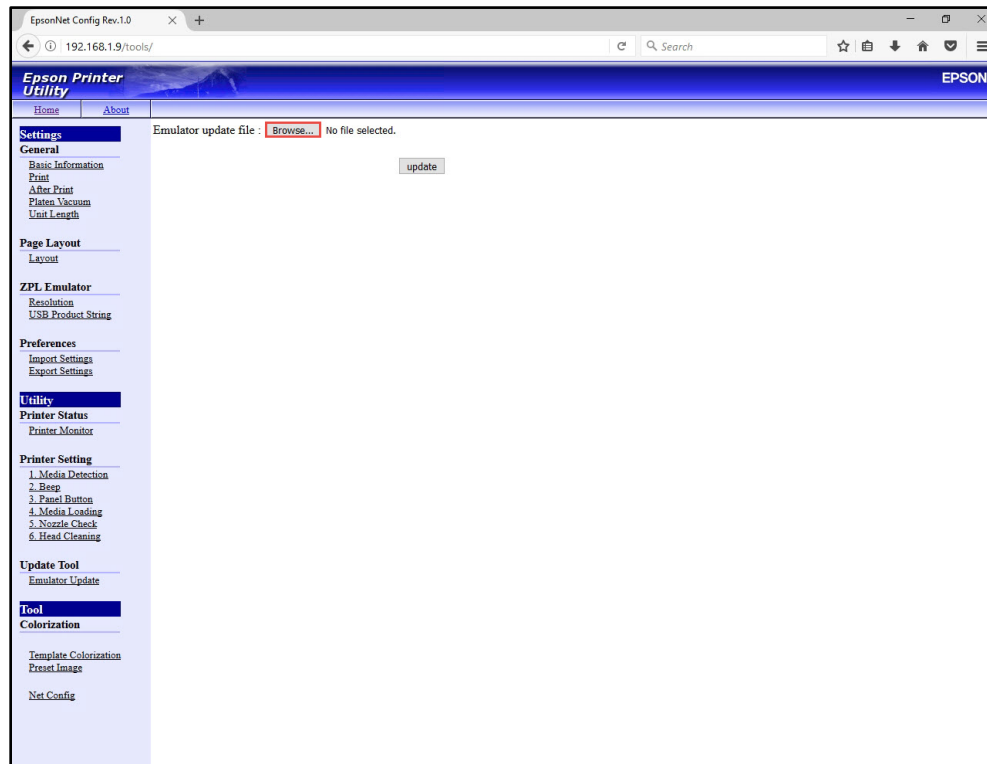 EpsonNet Config Rev.1.0
192.168.1.9/tools/
Search
Epson Printer
Utility
EPSON
Home About
Emulator update file : Browse... No file selected.
update
Settings
General
Basic Information
Print
After Print
Platen Vacuum
Unit Length
Page Layout
Layout
ZPL Emulator
Resolution
USB Product String
Preferences
Import Settings
Export Settings
Utility
Printer Status
Printer Monitor
Printer Setting
1. Media Detection
2. Beep
3. Panel Button
4. Media Loading
5. Nozzle Check
6. Head Cleaning
Update Tool
Emulator Update
Tool
Colorization
Template Colorization
Preset Image
Net Config